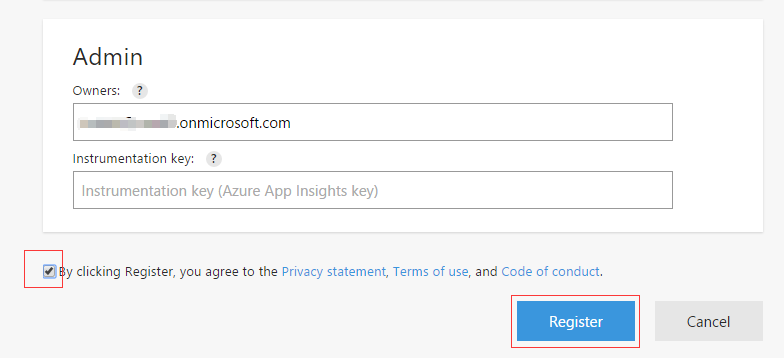 Admin
Owners: ?
.onmicrosoft.com
Instrumentation key: ?
Instrumentation key (Azure App Insights key)
By clicking Register, you agree to the Privacy statement, Terms of use, and Code of conduct.
Register Cancel